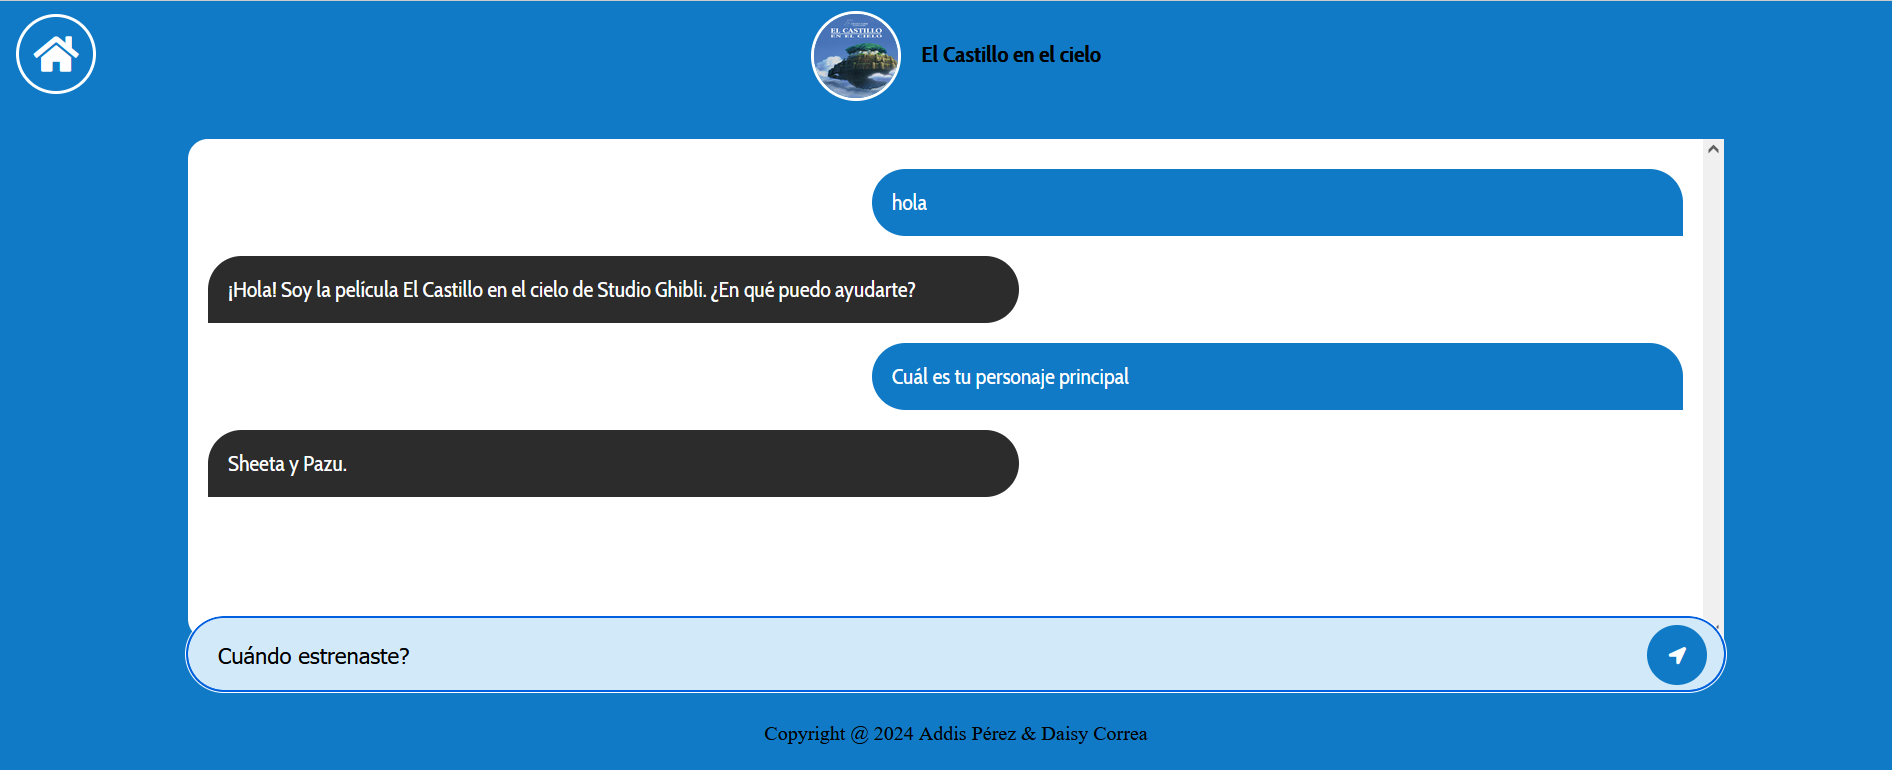 EL CASTILLO
EN EL CIELO
El Castillo en el cielo
hola
¡Hola! Soy la película El Castillo en el cielo de Studio Ghibli. ¿En qué puedo ayudarte?
Cuál es tu personaje principal
Sheeta y Pazu.
Cuándo estrenaste?
Copyright @ 2024 Addis Pérez & Daisy Correa